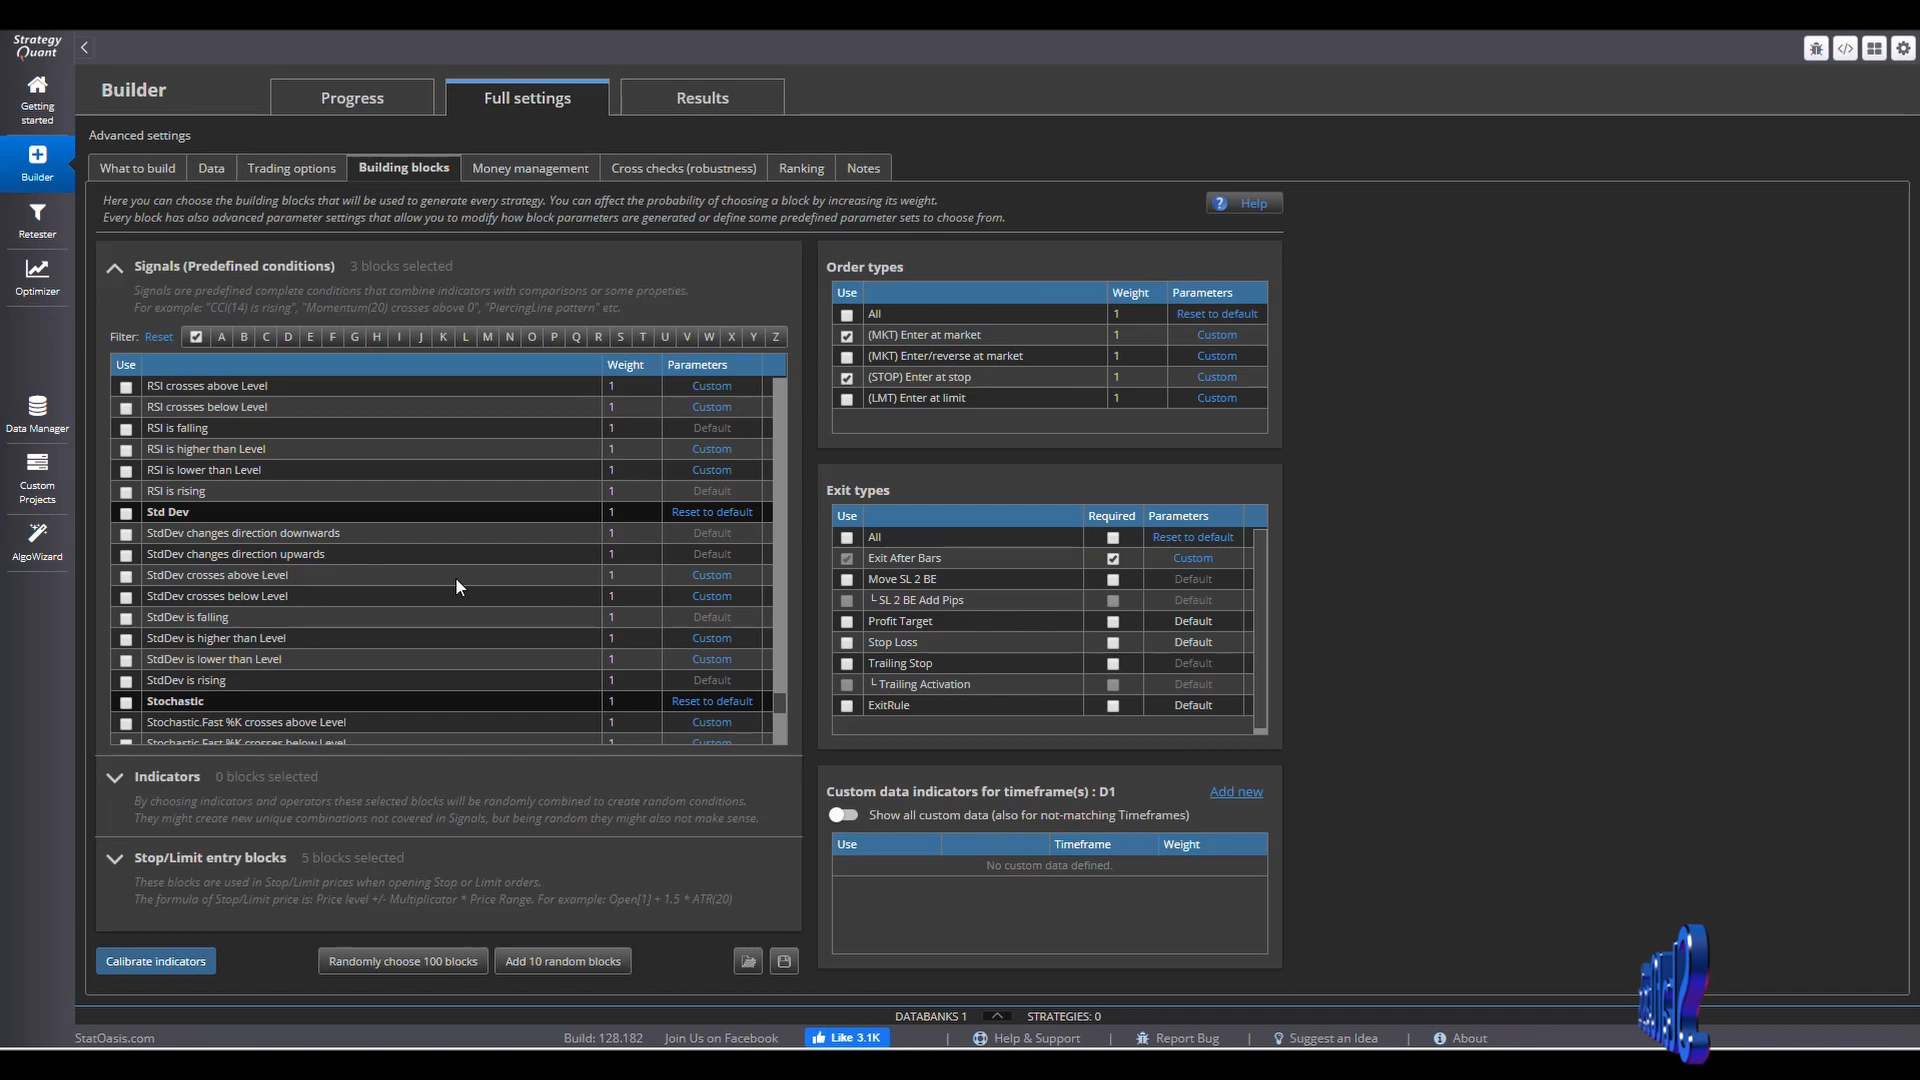 Strategy
Quant
Builder
Progress
Full settings
Results
Getting
started
Builder
Retester
Optimizer
Data Manager
Custom
Projects
AlgoWizard
Advanced settings
What to build
Data
Trading options
Building blocks
Money management
Cross checks (robustness)
Ranking
Notes
Here you can choose the building blocks that will be used to generate every strategy. You can affect the probability of choosing a block by increasing its weight.
Every block has also advanced parameter settings that allow you to modify how block parameters are generated or define some predefined parameter sets to choose from.
? Help
Signals (Predefined conditions) 3 blocks selected
Signals are predefined complete conditions that combine indicators with comparisons or some propeties.
For example: "CCI(14) is rising", "Momentum(20) crosses above 0", "PiercingLine pattern" etc.
Filter: Reset A B C D E F G H I J K L M N O P Q R S T U V W X Y Z
Use Weight Parameters
RSI crosses above Level 1 Custom
RSI crosses below Level 1 Custom
RSI is falling 1 Default
RSI is higher than Level 1 Custom
RSI is lower than Level 1 Custom
RSI is rising 1 Default
Std Dev 1 Reset to default
StdDev changes direction downwards 1 Default
StdDev changes direction upwards 1 Default
StdDev crosses above Level 1 Custom
StdDev crosses below Level 1 Custom
StdDev is falling 1 Default
StdDev is higher than Level 1 Custom
StdDev is lower than Level 1 Custom
StdDev is rising 1 Default
Stochastic 1 Reset to default
Stochastic.Fast %K crosses above Level 1 Custom
Stochastic.Fast %K crosses below Level 1 Custom
Indicators 0 blocks selected
By choosing indicators and operators these selected blocks will be randomly combined to create random conditions.
They might create new unique combinations not covered in Signals, but being random they might also not make sense.
Stop/Limit entry blocks 5 blocks selected
These blocks are used in Stop/Limit prices when opening Stop or Limit orders.
The formula of Stop/Limit price is: Price level +/- Multiplicator * Price Range. For example: Open[1] + 1.5 * ATR(20)
Calibrate indicators
Randomly choose 100 blocks
Add 10 random blocks
Order types
Use Weight Parameters
All 1 Reset to default
(MKT) Enter at market 1 Custom
(MKT) Enter/reverse at market 1 Custom
(STOP) Enter at stop 1 Custom
(LMT) Enter at limit 1 Custom
Exit types
Use Required Parameters
All Reset to default
Exit After Bars Custom
Move SL 2 BE Default
SL 2 BE Add Pips Default
Profit Target Default
Stop Loss Default
Trailing Stop Default
Trailing Activation Default
ExitRule Default
Custom data indicators for timeframe(s) : D1 Add new
Show all custom data (also for not-matching Timeframes)
Use Timeframe Weight
No custom data defined.
DATABANKS 1 STRATEGIES: 0
StatOasis.com
Build: 128.182
Join Us on Facebook
Like 3.1K
Help & Support
Report Bug
Suggest an Idea
About